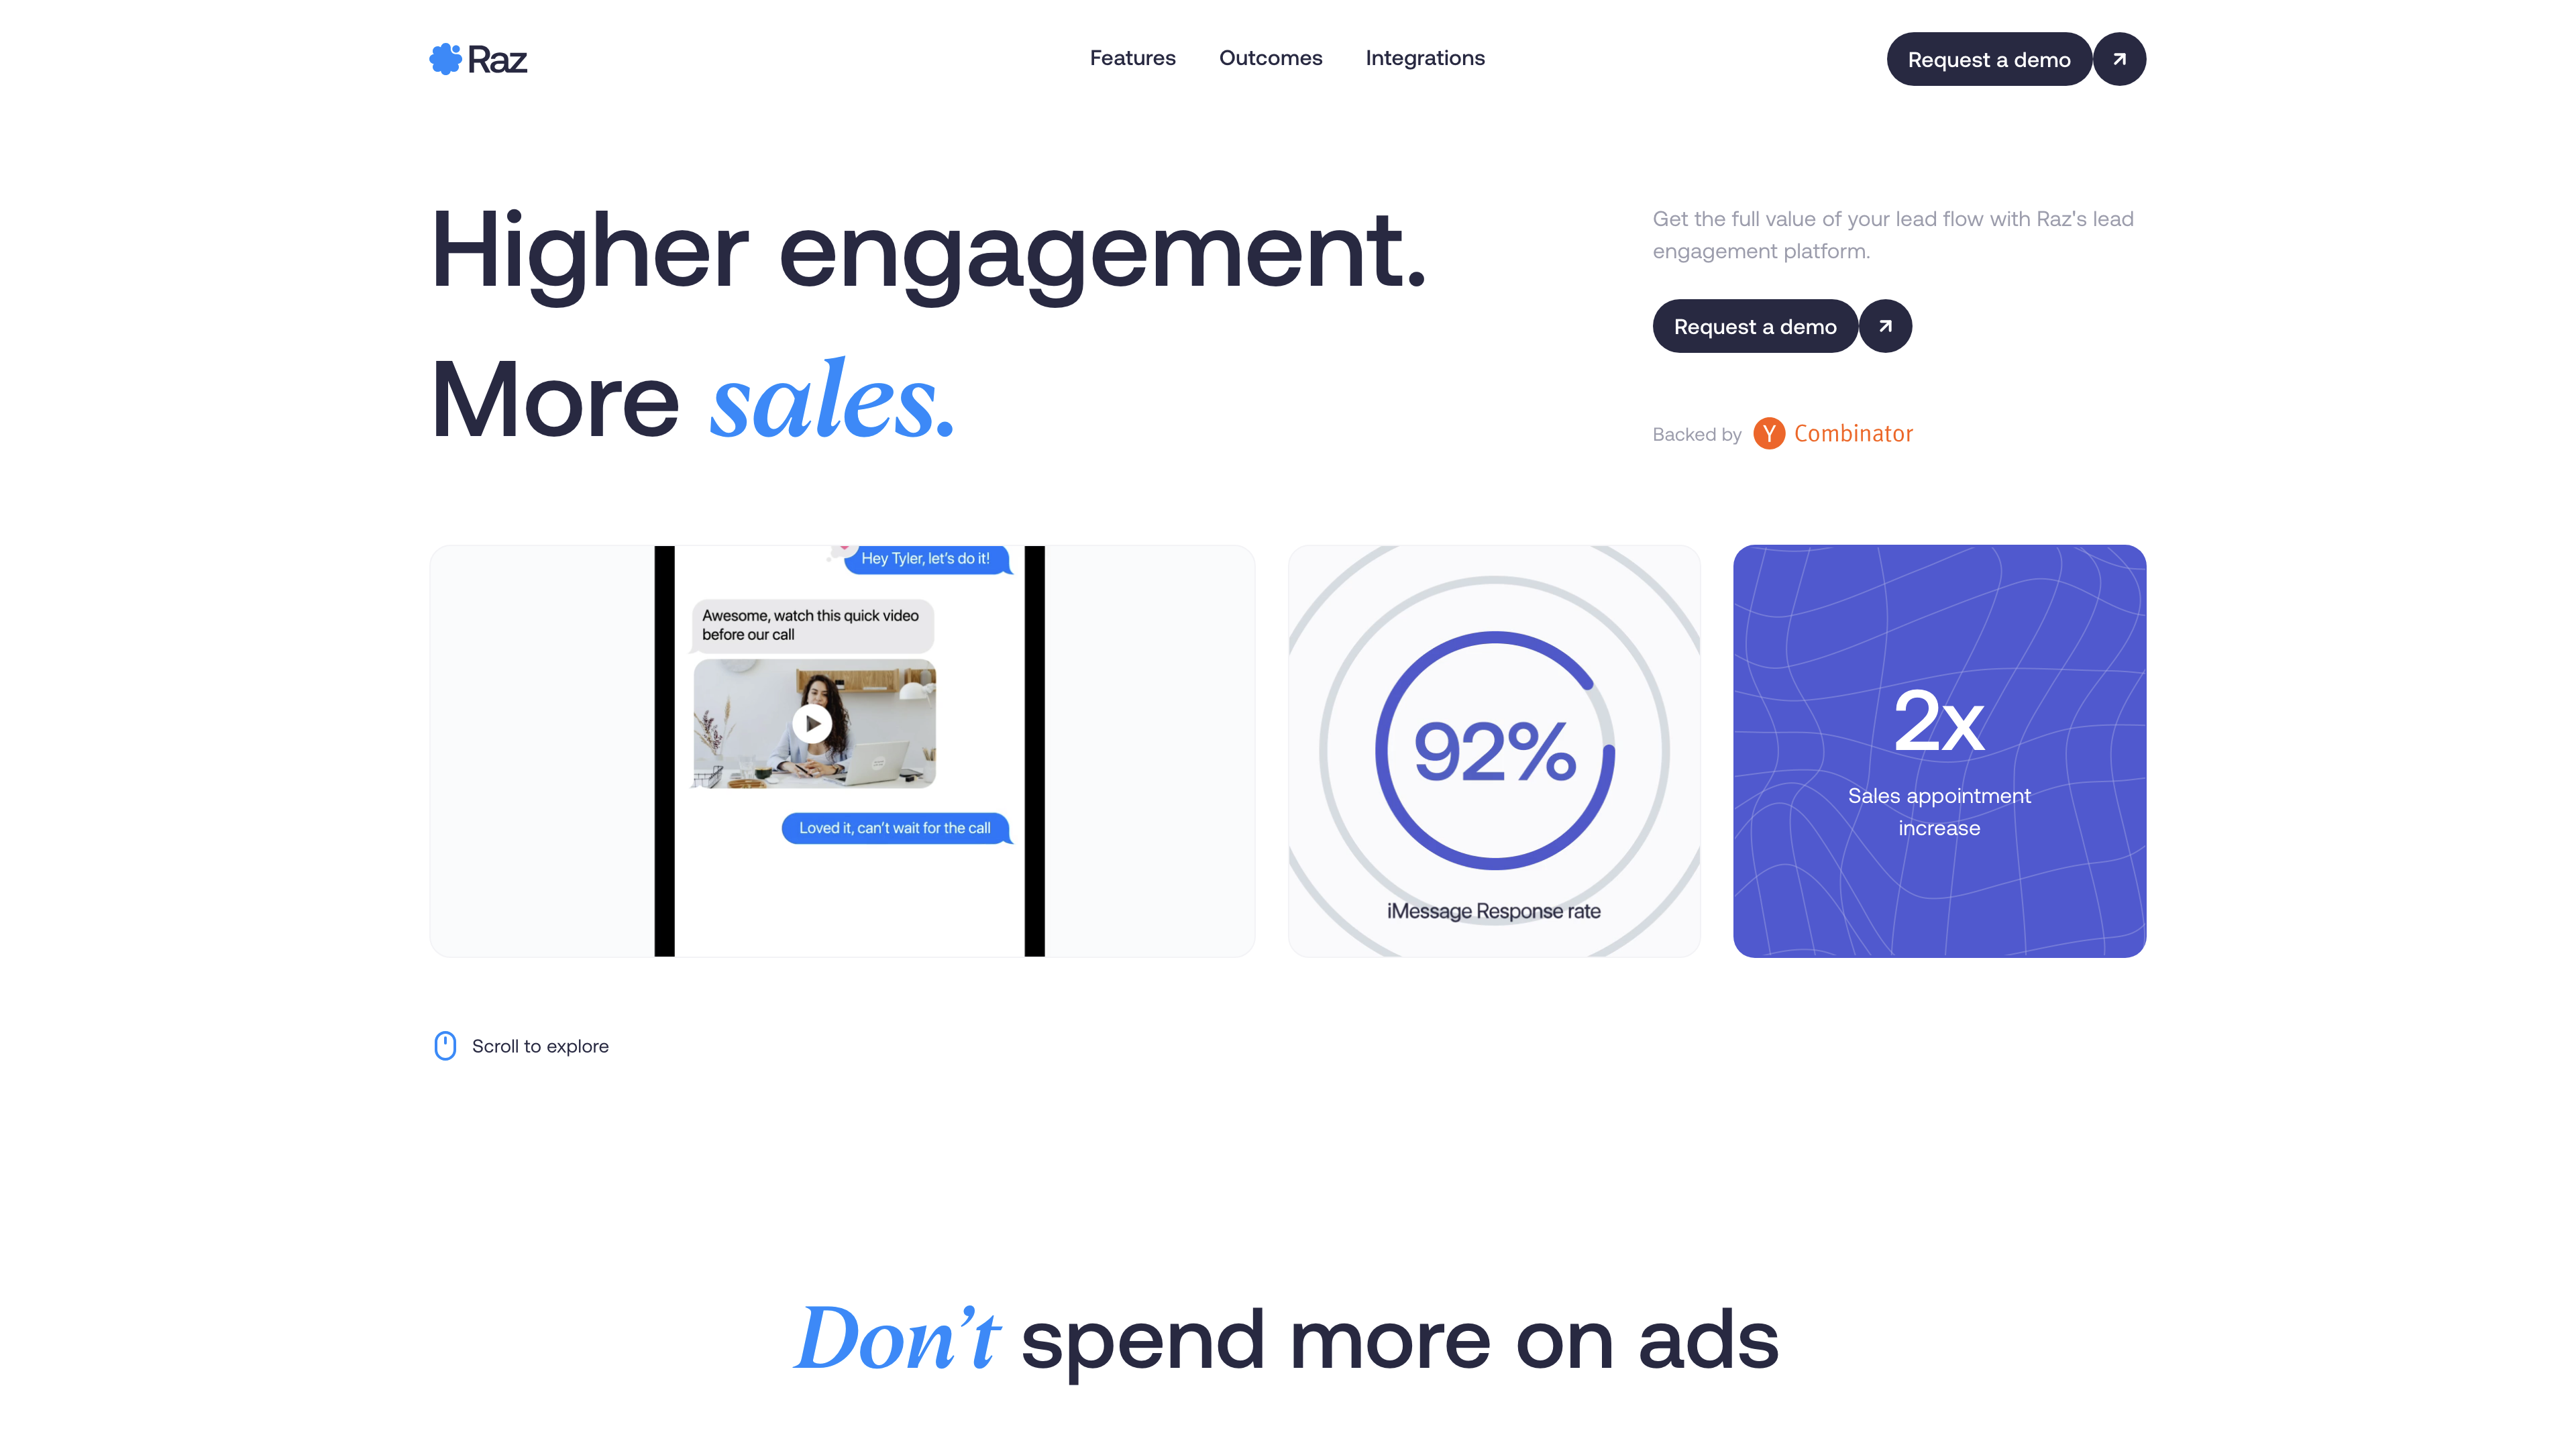 Raz
Features
Outcomes
Integrations
Request a demo
Higher engagement.
More sales.
Get the full value of your lead flow with Raz's lead
engagement platform.
Request a demo
Backed by Y Combinator
Hey Tyler, let's do it!
Awesome, watch this quick video
before our call
Loved it, can't wait for the call
92%
iMessage Response rate
2x
Sales appointment
increase
Scroll to explore
Don’t spend more on ads